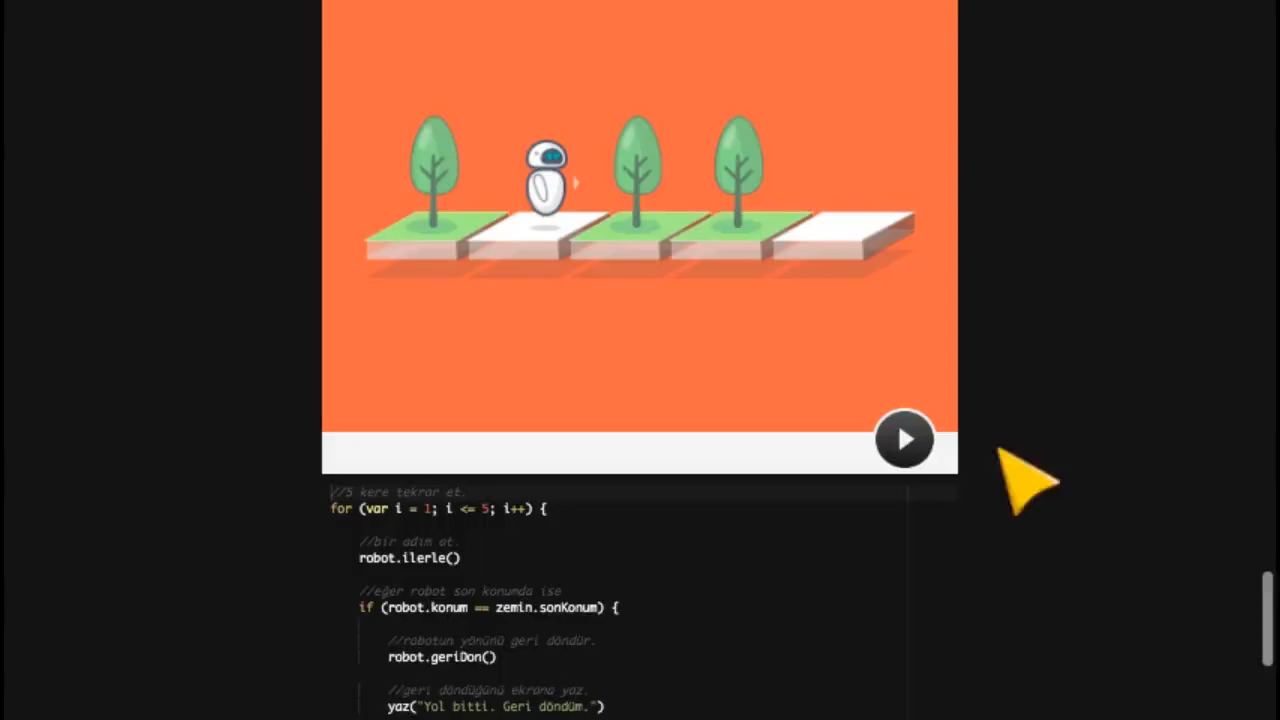 //5 kere tekrar et.
for (var i = 1; i <= 5; i++) {
//bir adım at.
robot.ilerle()
//eğer robot son konumda ise
if (robot.konum == zemin.sonKonum) {
//robotun yönünü geri döndür.
robot.geriDon()
//geri döndüğünü ekrana yaz.
yaz("Yol bitti. Geri döndüm.")